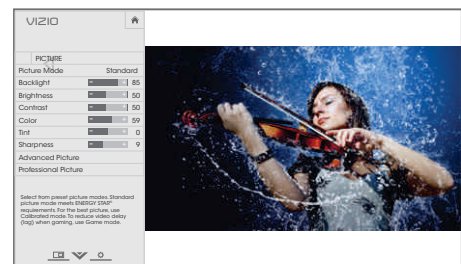 VIZIO
PICTURE
Picture Mode Standard
Backlight 85
Brightness 50
Contrast 50
Color 59
Tint 0
Sharpness 9
Advanced Picture
Professional Picture
Select from preset picture modes. Standard
picture mode meets ENERGY STAR®
requirements. For the best picture, use
Calibrated mode. To reduce video delay
(lag) when gaming, use Game mode.